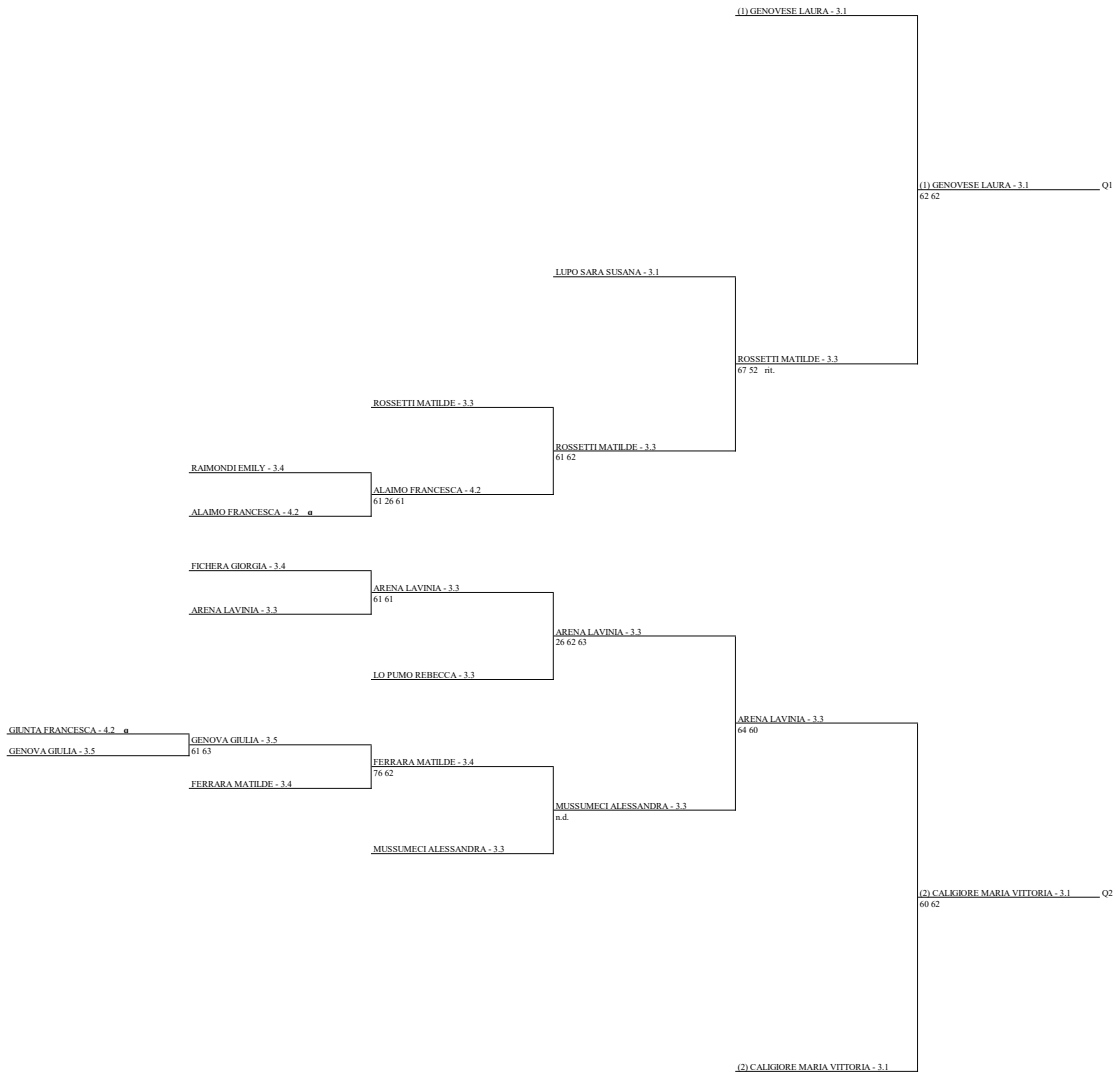 (1) GENOVESE LAURA - 3.1
(1) GENOVESE LAURA - 3.1 Q1
62 62
LUPO SARA SUSANA - 3.1
ROSSETTI MATILDE - 3.3
67 52 rit.
ROSSETTI MATILDE - 3.3
ROSSETTI MATILDE - 3.3
61 62
RAIMONDI EMILY - 3.4
ALAIMO FRANCESCA - 4.2
61 26 61
ALAIMO FRANCESCA - 4.2 α
FICHERA GIORGIA - 3.4
ARENA LAVINIA - 3.3
61 61
ARENA LAVINIA - 3.3
ARENA LAVINIA - 3.3
26 62 63
LO PUMO REBECCA - 3.3
ARENA LAVINIA - 3.3
64 60
GIUNTA FRANCESCA - 4.2 α
GENOVA GIULIA - 3.5
61 63
GENOVA GIULIA - 3.5
FERRARA MATILDE - 3.4
76 62
FERRARA MATILDE - 3.4
MUSSUMECI ALESSANDRA - 3.3
n.d.
MUSSUMECI ALESSANDRA - 3.3
(2) CALIGIORE MARIA VITTORIA - 3.1 Q2
60 62
(2) CALIGIORE MARIA VITTORIA - 3.1